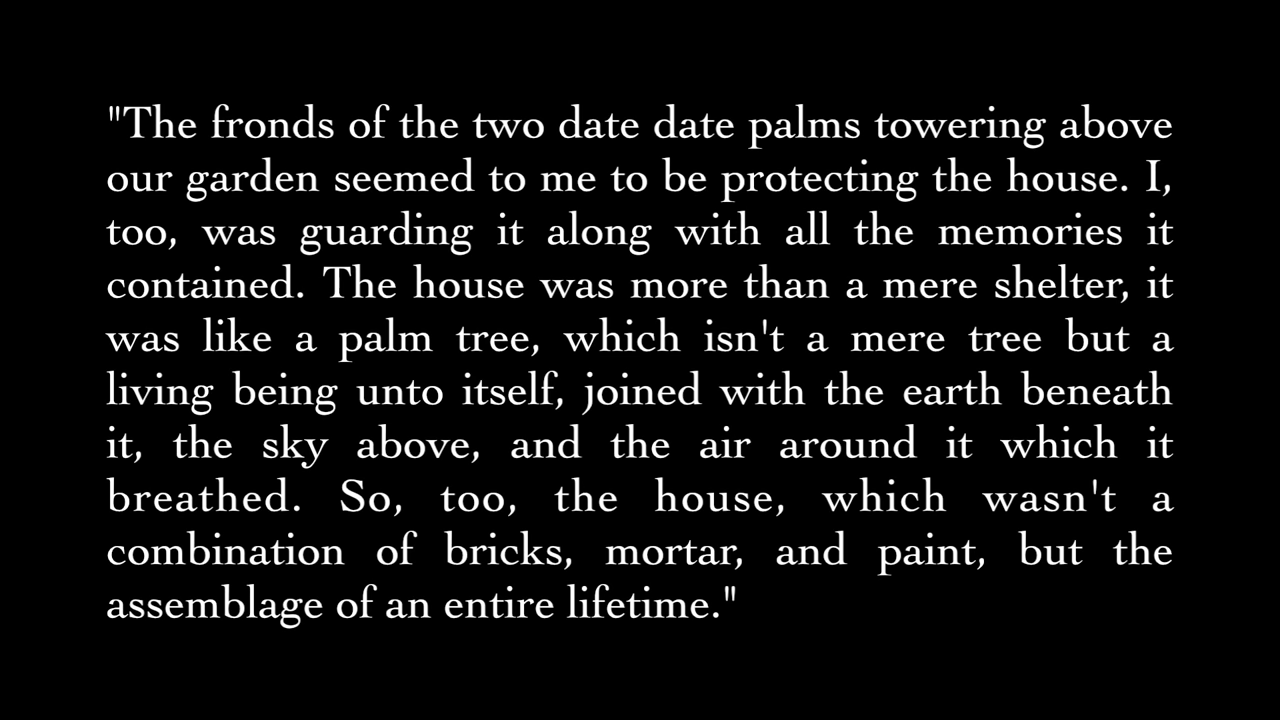 "The fronds of the two date date palms towering above
our garden seemed to me to be protecting the house. I,
too, was guarding it along with all the memories it
contained. The house was more than a mere shelter, it
was like a palm tree, which isn't a mere tree but a
living being unto itself, joined with the earth beneath
it, the sky above, and the air around it which it
breathed. So, too, the house, which wasn't a
combination of bricks, mortar, and paint, but the
assemblage of an entire lifetime."